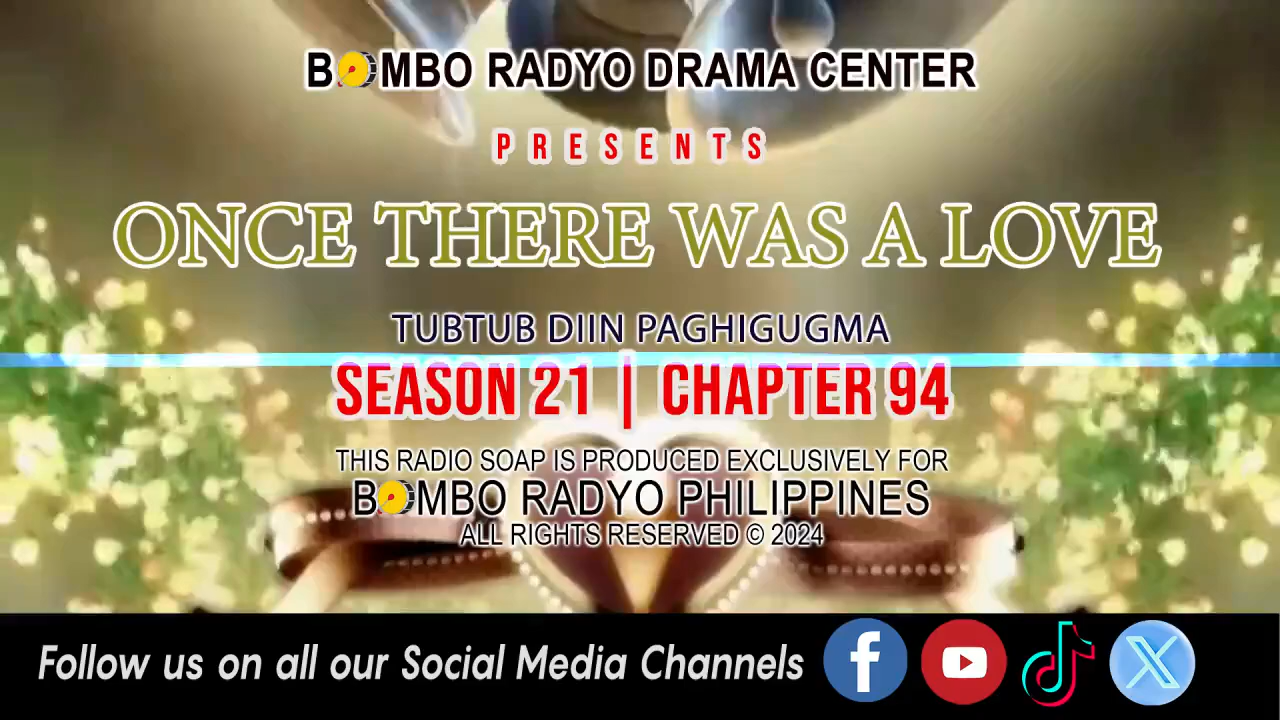 BOMBO RADYO DRAMA CENTER
PRESENTS
ONCE THERE WAS A LOVE
TUBTUB DIIN PAGHIGUGMA
SEASON 21 | CHAPTER 94
THIS RADIO SOAP IS PRODUCED EXCLUSIVELY FOR
BOMBO RADYO PHILIPPINES
ALL RIGHTS RESERVED © 2024
Follow us on all our Social Media Channels